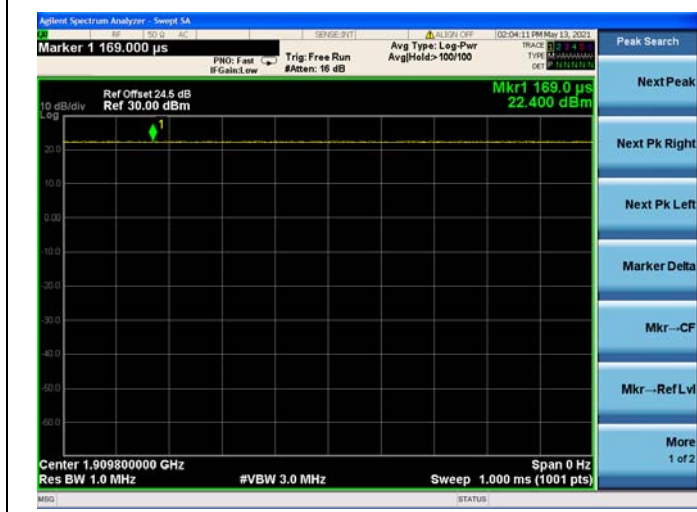 Agilent Spectrum Analyzer - Swept SA
RF 50 Ω AC SENSE:INT ALIGN OFF 02:04:11 PM May 13, 2021
Marker 1 169.000 µs
PNO: Fast Trig: Free Run Avg Type: Log-Pwr TRACE 1 2 3 4 5 6
IFGain:Low #Atten: 16 dB Avg|Hold:>100/100 TYPE
DET P N N N N N
Peak Search
Next Peak
Next Pk Right
Next Pk Left
Marker Delta
Mkr→CF
Mkr→Ref Lvl
More
1 of 2
Ref Offset 24.5 dB Mkr1 169.0 µs
10 dB/div Ref 30.00 dBm 22.400 dBm
Log
1
20.0
10.0
0.00
-10.0
-20.0
-30.0
-40.0
-50.0
-60.0
Center 1.909800000 GHz Span 0 Hz
Res BW 1.0 MHz #VBW 3.0 MHz Sweep 1.000 ms (1001 pts)
MSG STATUS